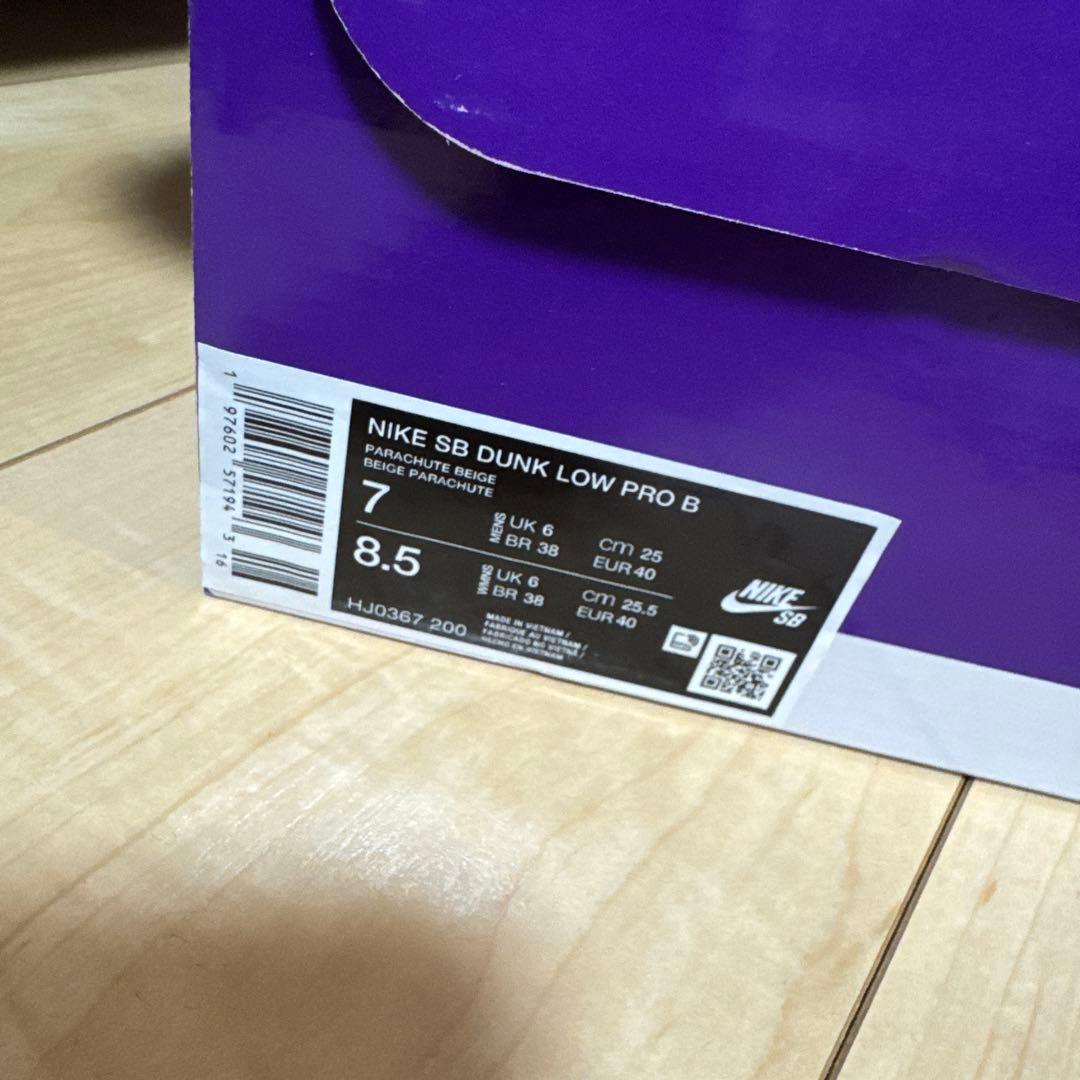 1 97602 57194 3 16
NIKE SB DUNK LOW PRO B
PARACHUTE BEIGE
BEIGE PARACHUTE
7
MENS
UK 6
BR 38
cm 25
EUR 40
8.5
WMNS
UK 6
BR 38
cm 25.5
EUR 40
HJ0367 200
MADE IN VIETNAM /
FABRIQUE AU VIETNAM /
FABRICADO NO VIETNÃ /
HECHO EN VIETNAM
NIKE
SB